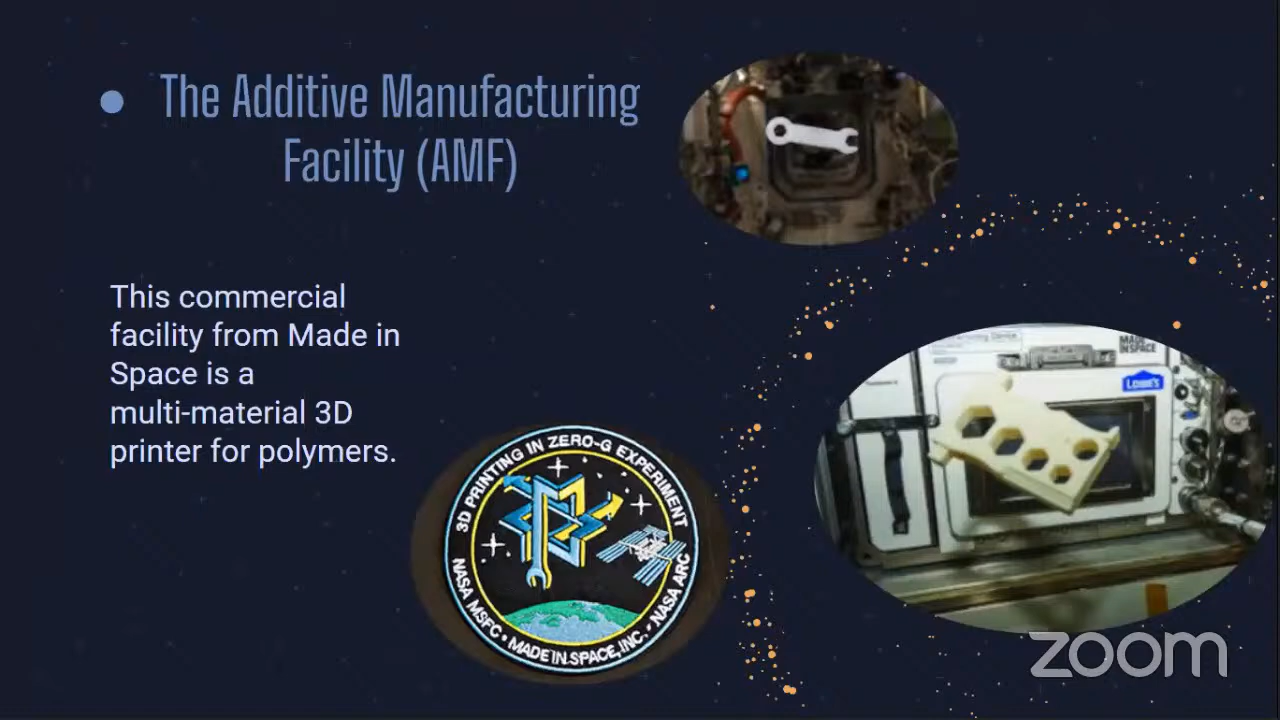 ● The Additive Manufacturing
Facility (AMF)
This commercial
facility from Made in
Space is a
multi-material 3D
printer for polymers.
3D PRINTING IN ZERO-G EXPERIMENT
NASA MSFC • MADE IN SPACE, INC. • NASA ARC
MADE
IN SPACE
LOWE'S
zoom